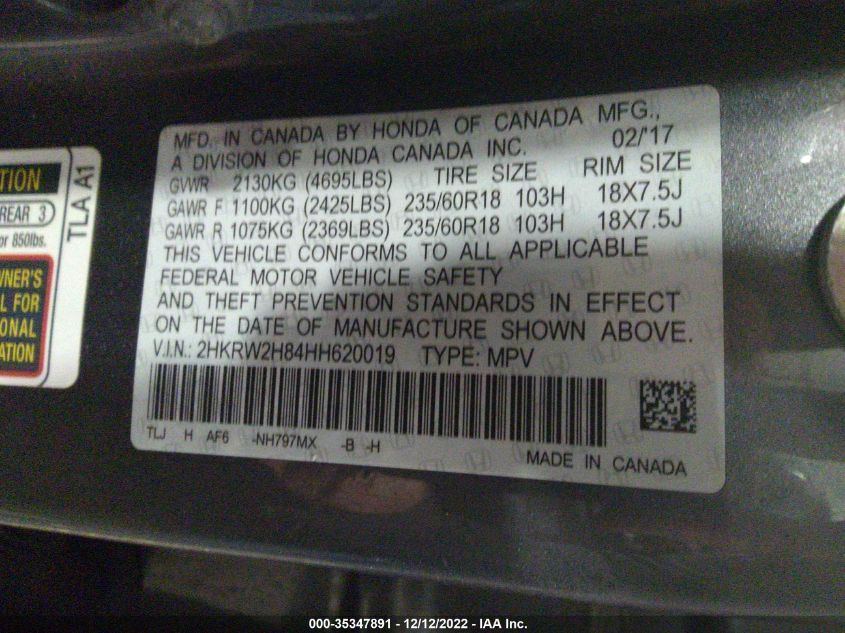 TION
REAR 3
or 850lbs.
WNER'S
L FOR
IONAL
ATION
TLA A1
MFD. IN CANADA BY HONDA OF CANADA MFG.,
A DIVISION OF HONDA CANADA INC. 02/'17
GVWR 2130KG (4695LBS) TIRE SIZE RIM SIZE
GAWR F 1100KG (2425LBS) 235/60R18 103H 18X7.5J
GAWR R 1075KG (2369LBS) 235/60R18 103H 18X7.5J
THIS VEHICLE CONFORMS TO ALL APPLICABLE
FEDERAL MOTOR VEHICLE SAFETY
AND THEFT PREVENTION STANDARDS IN EFFECT
ON THE DATE OF MANUFACTURE SHOWN ABOVE.
V.I.N.: 2HKRW2H84HH620019 TYPE: MPV
TLJ H AF6 -NH797MX -B -H
MADE IN CANADA
000-35347891 - 12/12/2022 - IAA Inc.